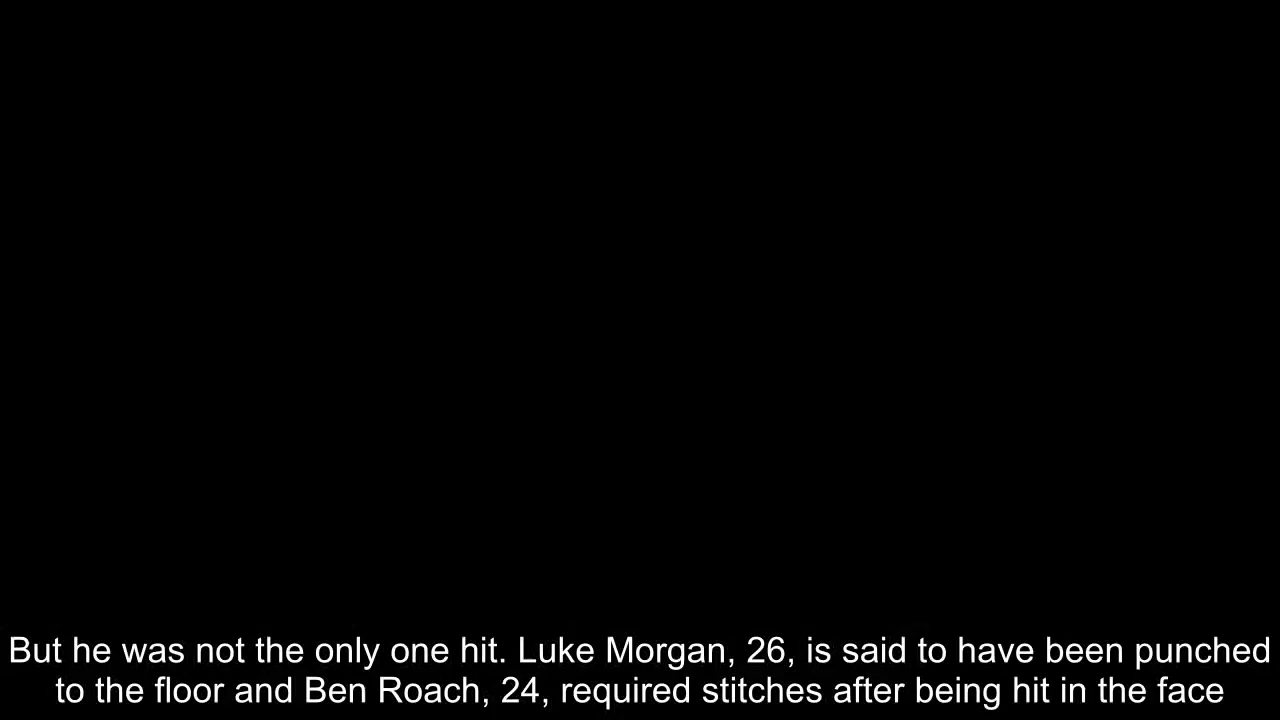 But he was not the only one hit. Luke Morgan, 26, is said to have been punched
to the floor and Ben Roach, 24, required stitches after being hit in the face